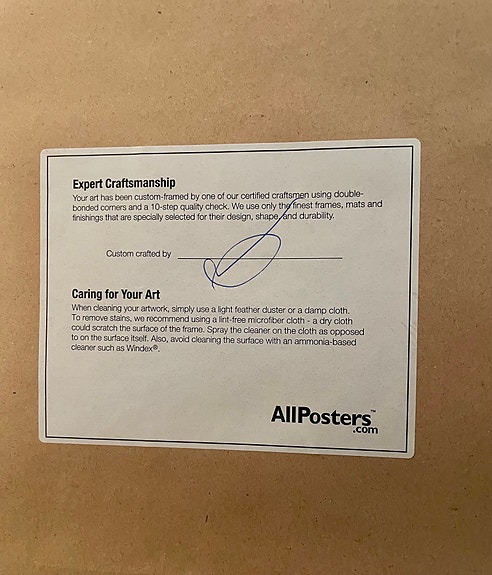 Expert Craftsmanship
Your art has been custom-framed by one of our certified craftsmen using double-
bonded corners and a 10-step quality check. We use only the finest frames, mats and
finishings that are specially selected for their design, shape, and durability.
Custom crafted by
Caring for Your Art
When cleaning your artwork, simply use a light feather duster or a damp cloth.
To remove stains, we recommend using a lint-free microfiber cloth - a dry cloth
could scratch the surface of the frame. Spray the cleaner on the cloth as opposed
to on the surface itself. Also, avoid cleaning the surface with an ammonia-based
cleaner such as Windex®.
AllPosters™
.com